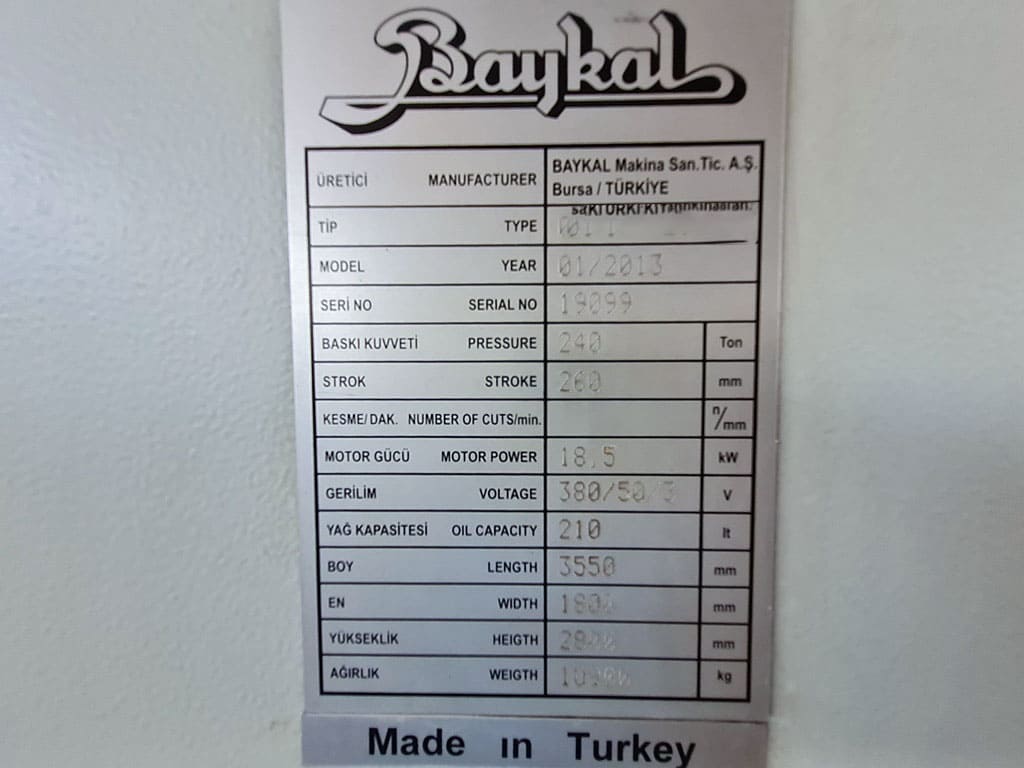 Baykal
ÜRETİCİ MANUFACTURER BAYKAL Makina San.Tic. A.Ş.
Bursa / TÜRKİYE
TİP TYPE
MODEL YEAR 01/2013
SERİ NO SERIAL NO 19099
BASKI KUVVETİ PRESSURE 240 Ton
STROK STROKE 260 mm
KESME/DAK. NUMBER OF CUTS/min. n/mm
MOTOR GÜCÜ MOTOR POWER 18,5 kW
GERİLİM VOLTAGE 380/50/3 V
YAĞ KAPASİTESİ OIL CAPACITY 210 lt
BOY LENGTH 3550 mm
EN WIDTH mm
YÜKSEKLİK HEIGTH mm
AĞIRLIK WEIGTH kg
Made in Turkey